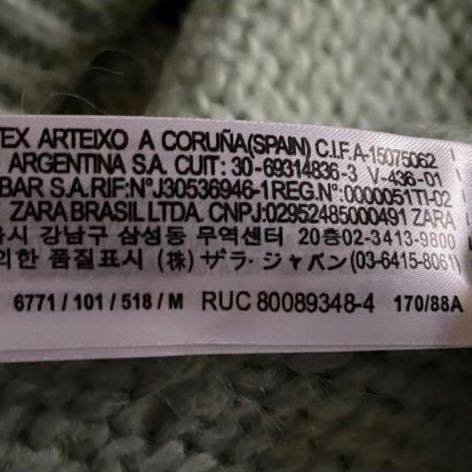 TEX ARTEIXO A CORUÑA(SPAIN) C.I.F.A-15075062
ARGENTINA S.A. CUIT: 30-69314836-3 V-436-01
BAR S.A.RIF:NºJ30536946-1REG.Nº:0000051TI-02
ZARA BRASIL LTDA. CNPJ:02952485000491 ZARA
시 강남구 삼성동 무역센터 20층02-3413-9800
의한 품질표시 (株) ザラ・ジャパン(03-6415-8061)
6771 / 101 / 518 / M RUC 80089348-4 170/88A